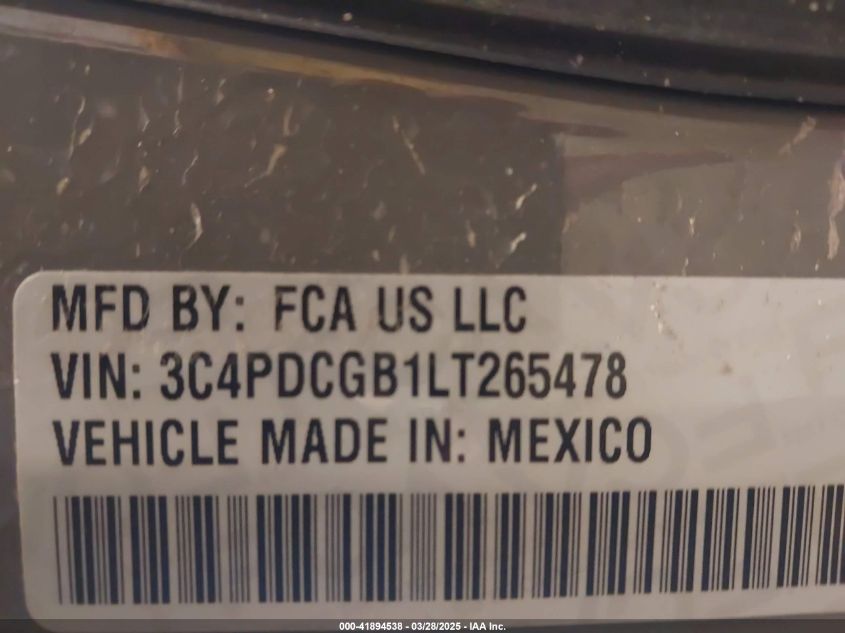 MFD BY: FCA US LLC
VIN: 3C4PDCGB1LT265478
VEHICLE MADE IN: MEXICO
000-41894538 - 03/28/2025 - IAA Inc.